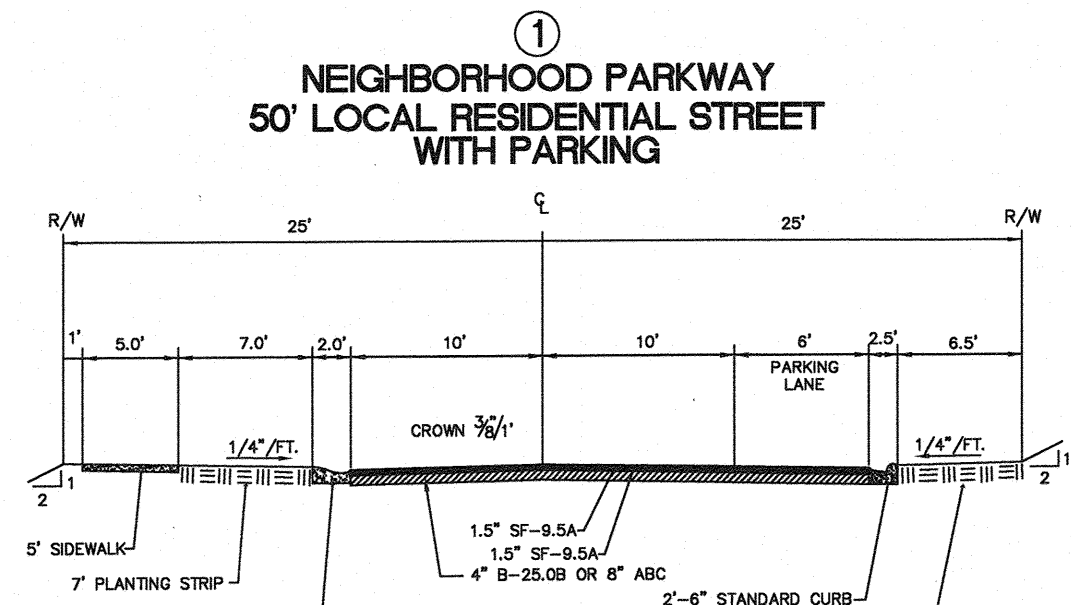 1
NEIGHBORHOOD PARKWAY
50' LOCAL RESIDENTIAL STREET
WITH PARKING
R/W
25'
℄
25'
R/W
1'
5.0'
7.0'
2.0'
10'
10'
6'
2.5'
6.5'
PARKING
LANE
CROWN 3/8"/1'
1/4"/FT.
1/4"/FT.
2
1
1
2
1.5" SF-9.5A
1.5" SF-9.5A
4" B-25.0B OR 8" ABC
5' SIDEWALK
7' PLANTING STRIP
2'-6" STANDARD CURB